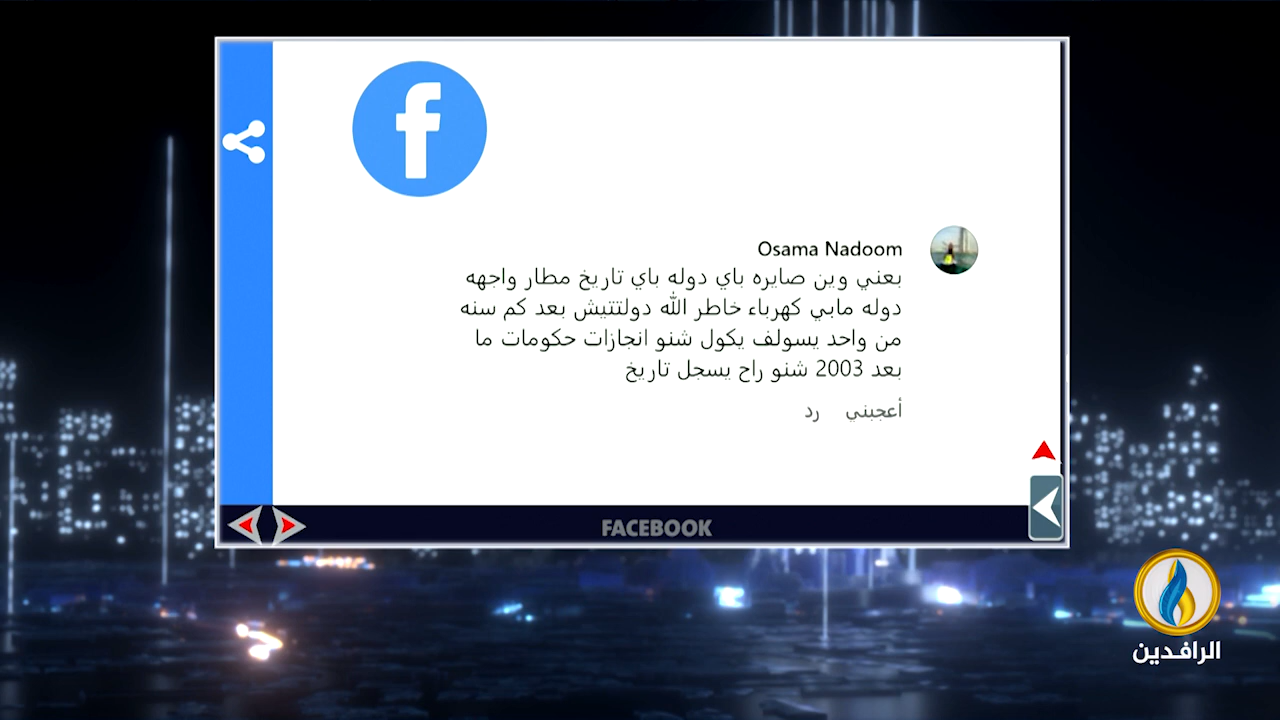 Osama Nadoom
بعني وين صايره باي دوله باي تاريخ مطار واجهه
دوله مابي كهرباء خاطر الله دولتتيش بعد كم سنه
من واحد يسولف يكول شنو انجازات حكومات ما
بعد 2003 شنو راح يسجل تاريخ
أعجبني رد
FACEBOOK
الرافدين